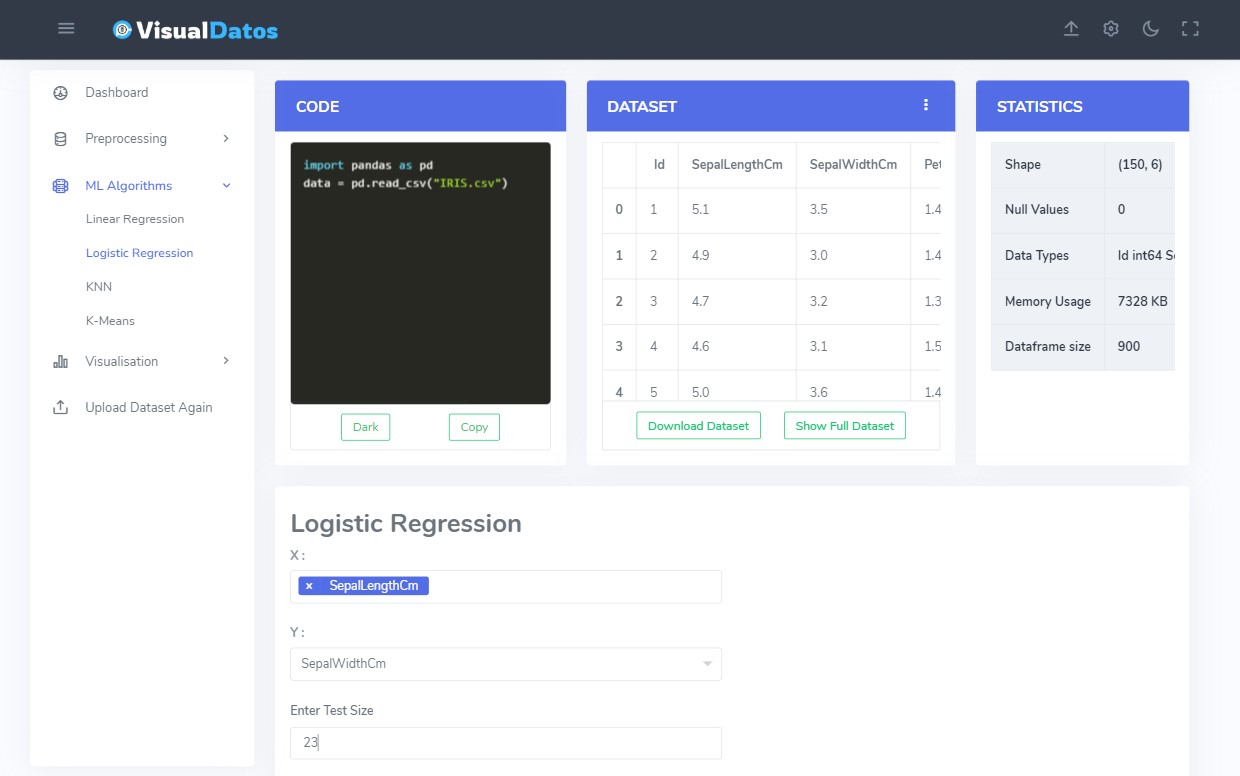 VisualDatos
Dashboard
Preprocessing
ML Algorithms
Linear Regression
Logistic Regression
KNN
K-Means
Visualisation
Upload Dataset Again
CODE
import pandas as pd
data = pd.read_csv("IRIS.csv")
Dark Copy
DATASET
Id SepalLengthCm SepalWidthCm Pet
0 1 5.1 3.5 1.4
1 2 4.9 3.0 1.4
2 3 4.7 3.2 1.3
3 4 4.6 3.1 1.5
4 5 5.0 3.6 1.4
Download Dataset Show Full Dataset
STATISTICS
Shape (150, 6)
Null Values 0
Data Types Id int64 Se
Memory Usage 7328 KB
Dataframe size 900
Logistic Regression
X :
× SepalLengthCm
Y :
SepalWidthCm
Enter Test Size
23